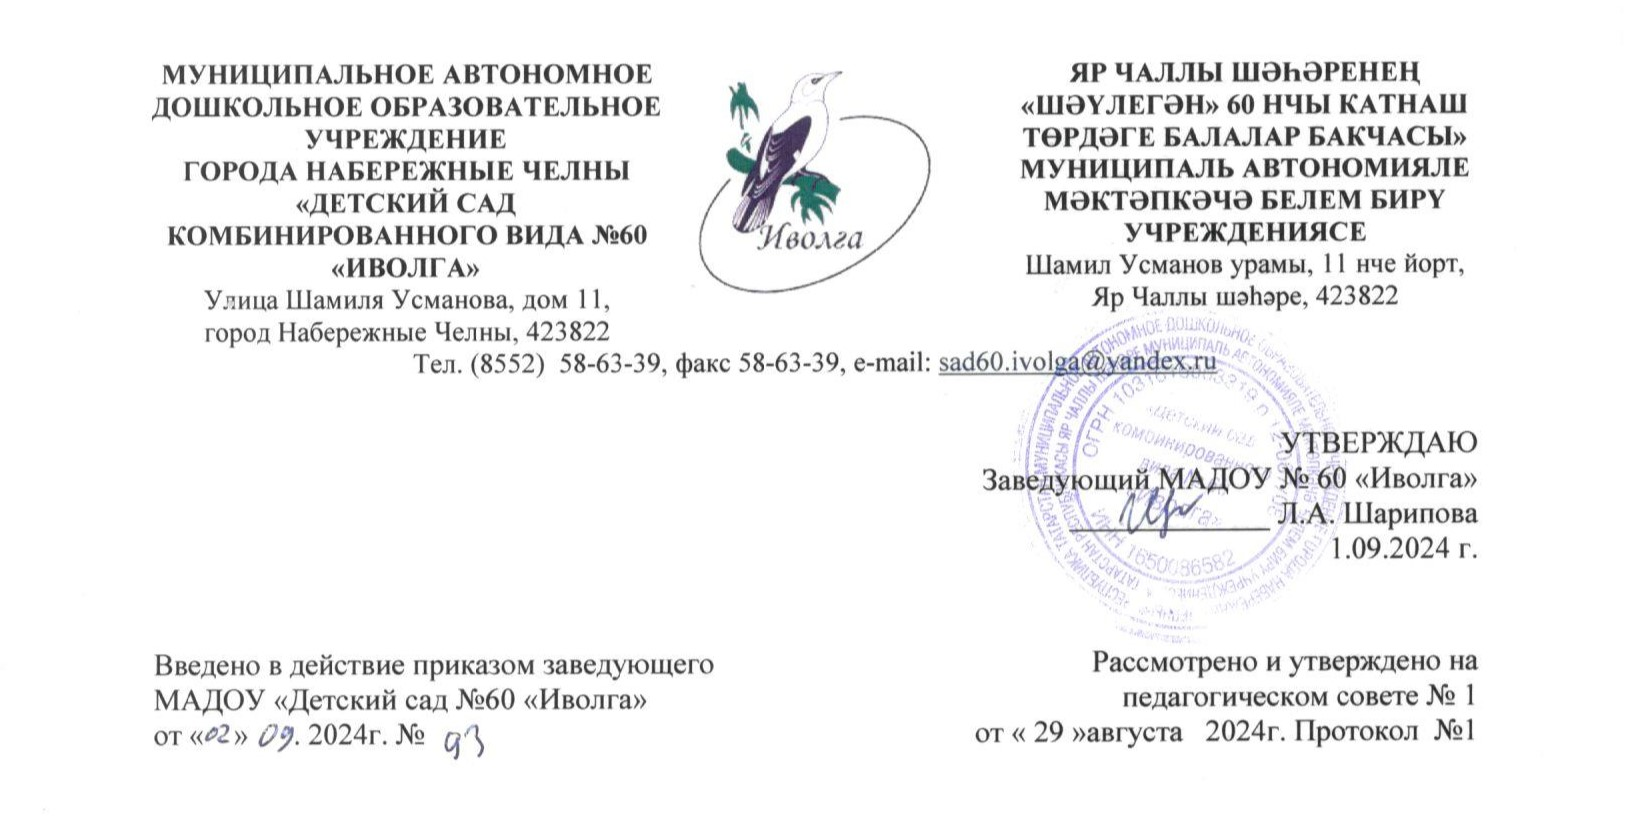 МУНИЦИПАЛЬНОЕ АВТОНОМНОЕ
ДОШКОЛЬНОЕ ОБРАЗОВАТЕЛЬНОЕ
УЧРЕЖДЕНИЕ
ГОРОДА НАБЕРЕЖНЫЕ ЧЕЛНЫ
«ДЕТСКИЙ САД
КОМБИНИРОВАННОГО ВИДА №60
«ИВОЛГА»
Улица Шамиля Усманова, дом 11,
город Набережные Челны, 423822
Иволга
ЯР ЧАЛЛЫ ШӘҺӘРЕНЕҢ
«ШӘҮЛЕГӘН» 60 НЧЫ КАТНАШ
ТӨРДӘГЕ БАЛАЛАР БАКЧАСЫ»
МУНИЦИПАЛЬ АВТОНОМИЯЛЕ
МӘКТӘПКӘЧӘ БЕЛЕМ БИРҮ
УЧРЕЖДЕНИЯСЕ
Шамил Усманов урамы, 11 нче йорт,
Яр Чаллы шәһәре, 423822
Тел. (8552) 58-63-39, факс 58-63-39, e-mail: sad60.ivolga@yandex.ru
УТВЕРЖДАЮ
Заведующий МАДОУ № 60 «Иволга»
Л.А. Шарипова
1.09.2024 г.
ИНН 1650086582
Введено в действие приказом заведующего
МАДОУ «Детский сад №60 «Иволга»
от «02» 09. 2024г. № 93
Рассмотрено и утверждено на
педагогическом совете № 1
от « 29 »августа 2024г. Протокол №1